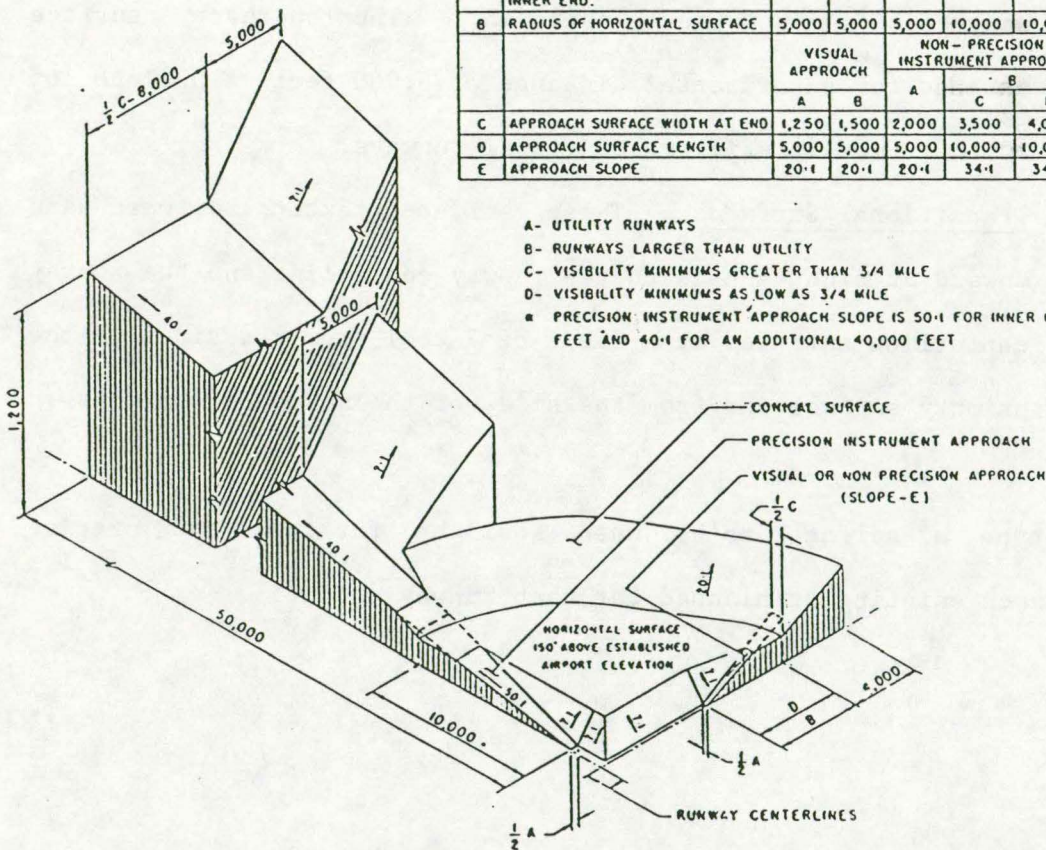 INNER END.
B RADIUS OF HORIZONTAL SURFACE 5,000 5,000 5,000 10,000
VISUAL APPROACH NON-PRECISION
INSTRUMENT
A B A B
C
C APPROACH SURFACE WIDTH AT END 1,250 1,500 2,000 3,500
D APPROACH SURFACE LENGTH 5,000 5,000 5,000 10,000
E APPROACH SLOPE 20·1 20·1 20·1 34·1
A- UTILITY RUNWAYS
B- RUNWAYS LARGER THAN UTILITY
C- VISIBILITY MINIMUMS GREATER THAN 3/4 MILE
D- VISIBILITY MINIMUMS AS LOW AS 3/4 MILE
PRECISION INSTRUMENT APPROACH SLOPE IS 50·1 FOR INNER
FEET AND 40·1 FOR AN ADDITIONAL 40,000 FEET
5,000
½ C-8,000
40·1
5,000
1,200
CONICAL SURFACE
PRECISION INSTRUMENT APPROACH
VISUAL OR NON PRECISION APPROACH
(SLOPE-E)
½ C
40·1
20·1
HORIZONTAL SURFACE
150' ABOVE ESTABLISHED
AIRPORT ELEVATION
50,000
50·1
10,000
7·1
7·1
7·1
7·1
7·1
7·1
4,000
D
B
½ A
RUNWAY CENTERLINES
½ A